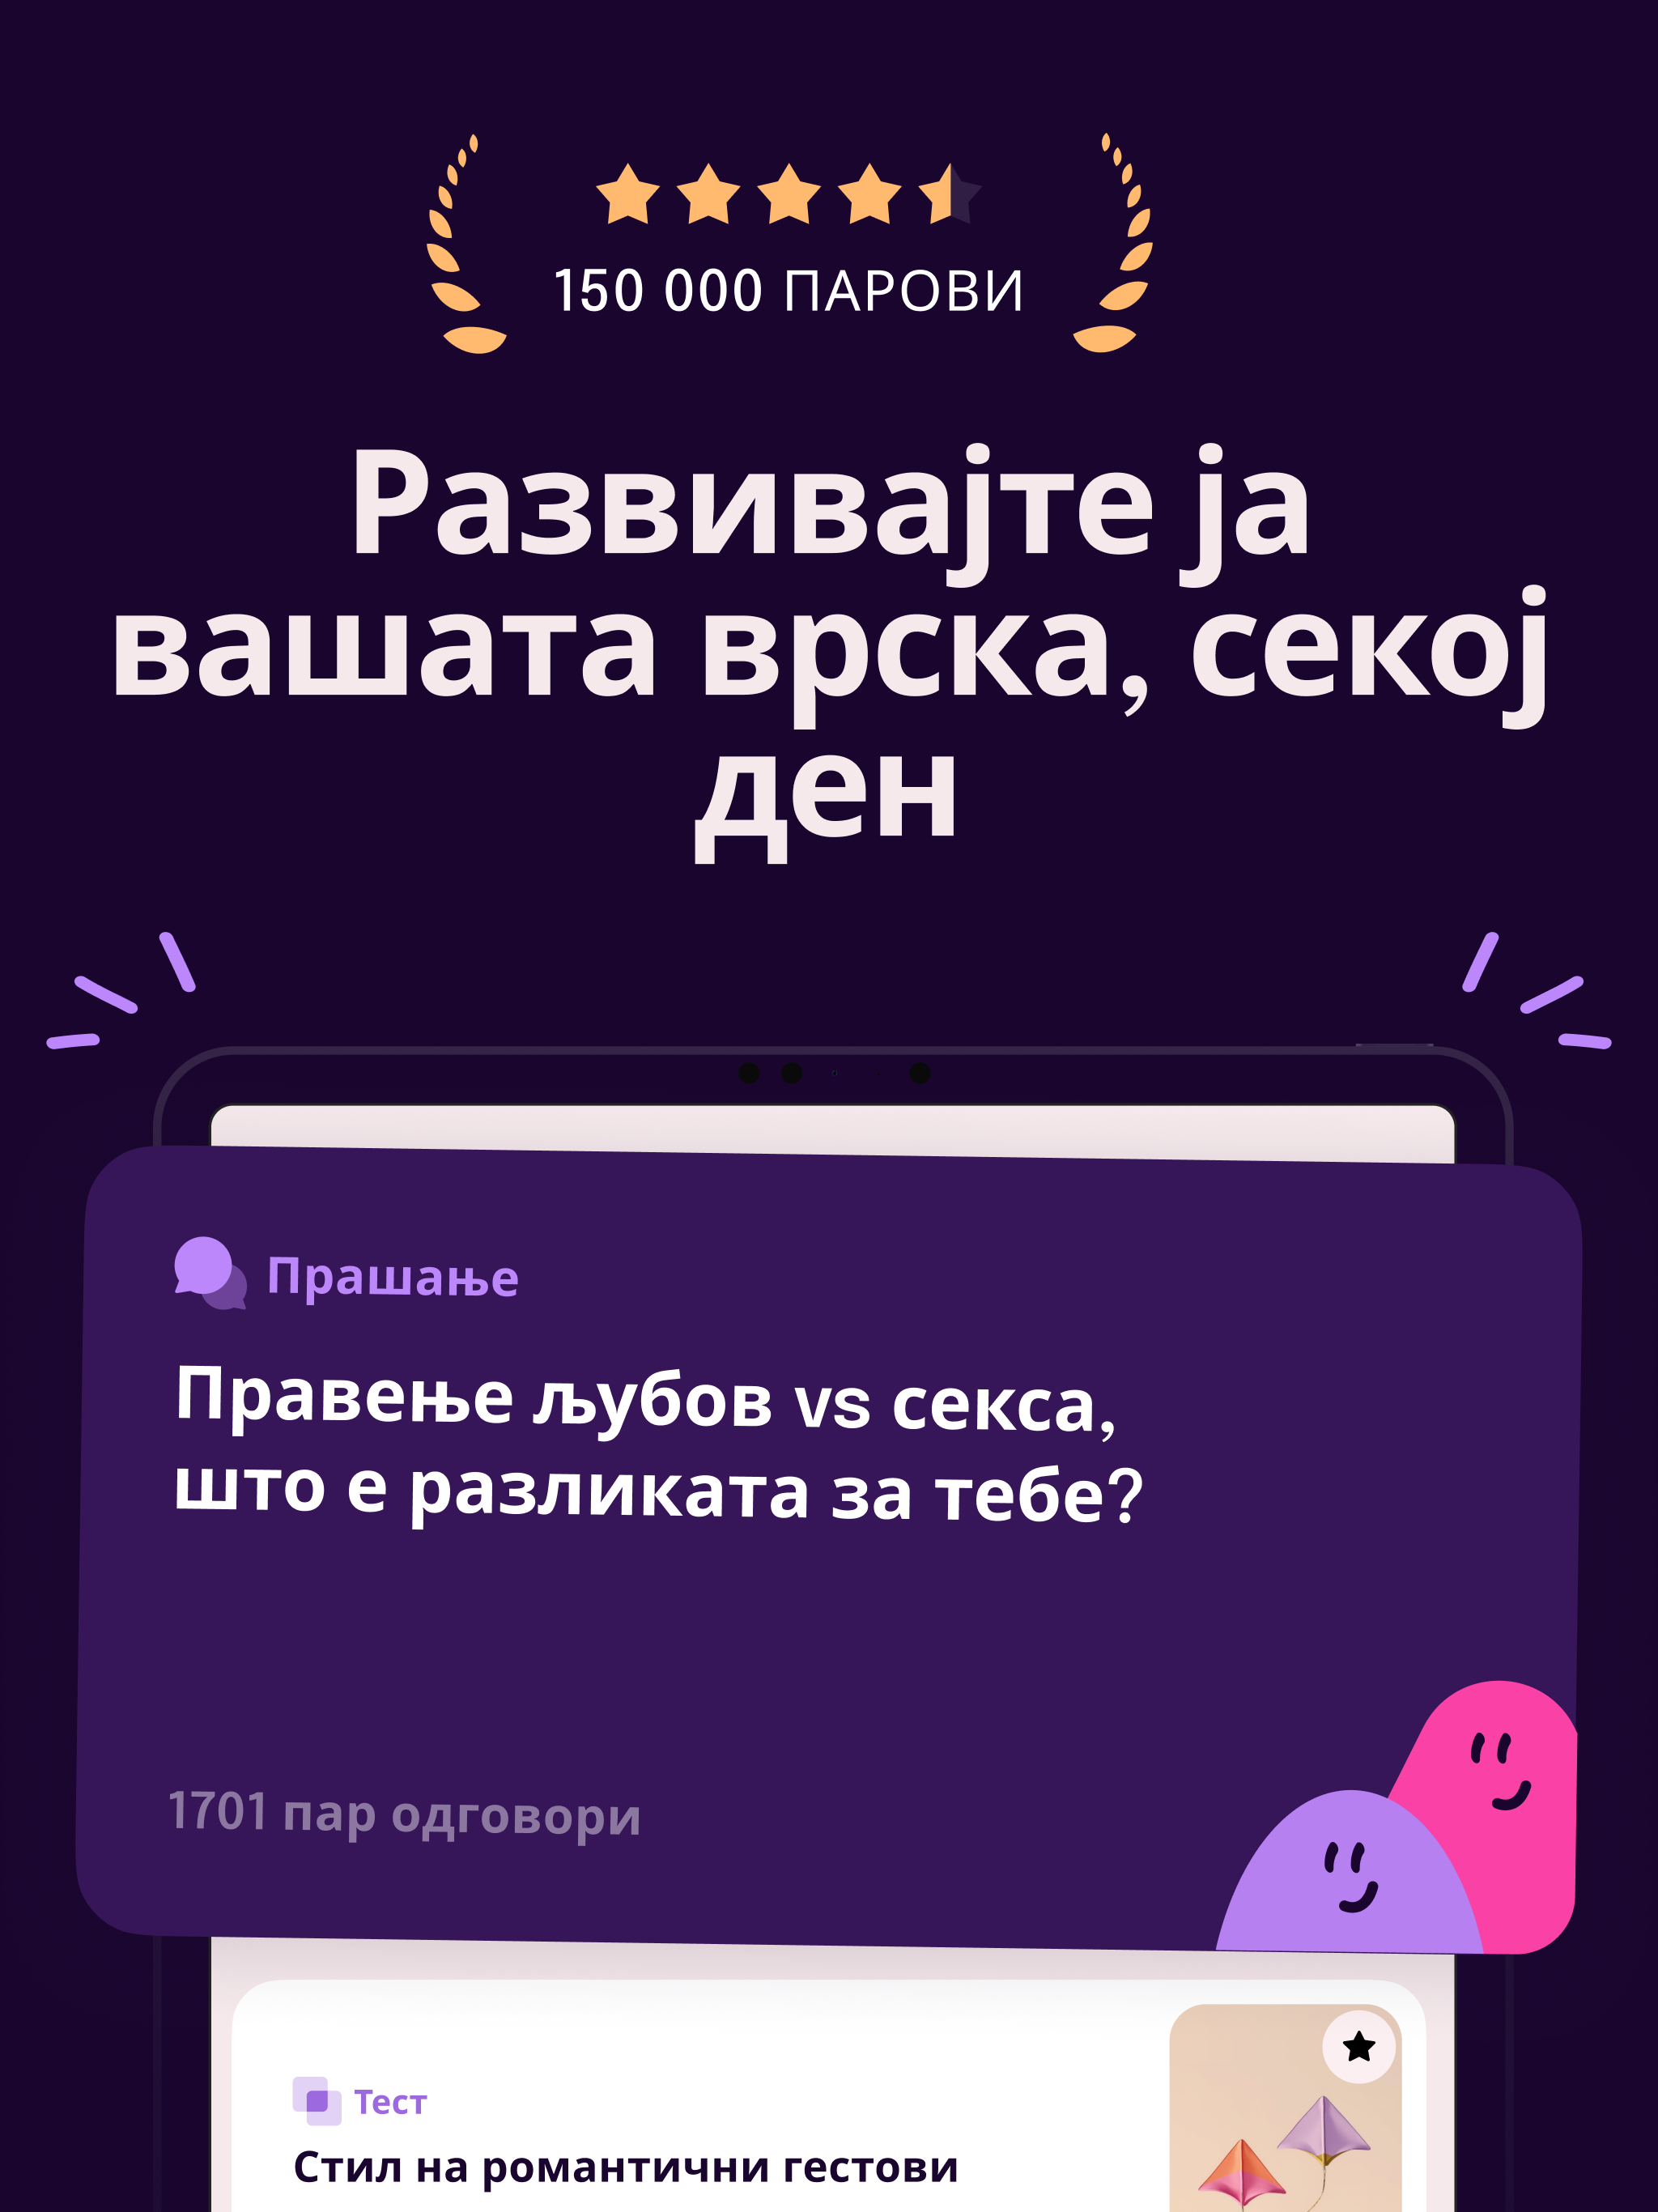 150 000 ПАРОВИ
Развивајте ја
вашата врска, секој
ден
Прашање
Правење љубов vs секса,
што е разликата за тебе?
1701 пар одговори
Тест
Стил на романтични гестови